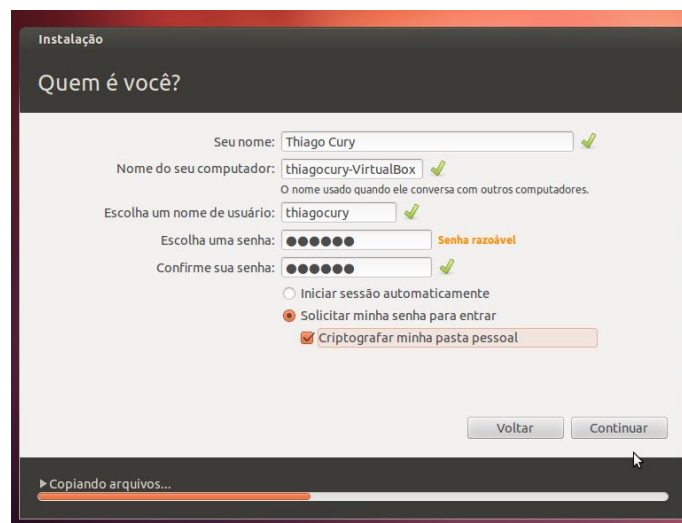 Instalação
Quem é você?
Seu nome: Thiago Cury
Nome do seu computador: thiagocury-VirtualBox
O nome usado quando ele conversa com outros computadores.
Escolha um nome de usuário: thiagocury
Escolha uma senha: ●●●●●● Senha razoável
Confirme sua senha: ●●●●●●
Iniciar sessão automaticamente
Solicitar minha senha para entrar
Criptografar minha pasta pessoal
Voltar Continuar
Copiando arquivos...